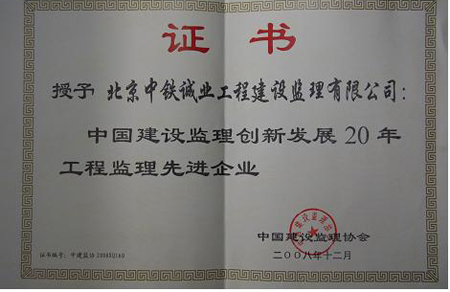 证书
授予 北京中铁诚业工程建设监理有限公司：
中国建设监理创新发展20年
工程监理先进企业
中国建设监理协会
二〇〇八年十二月